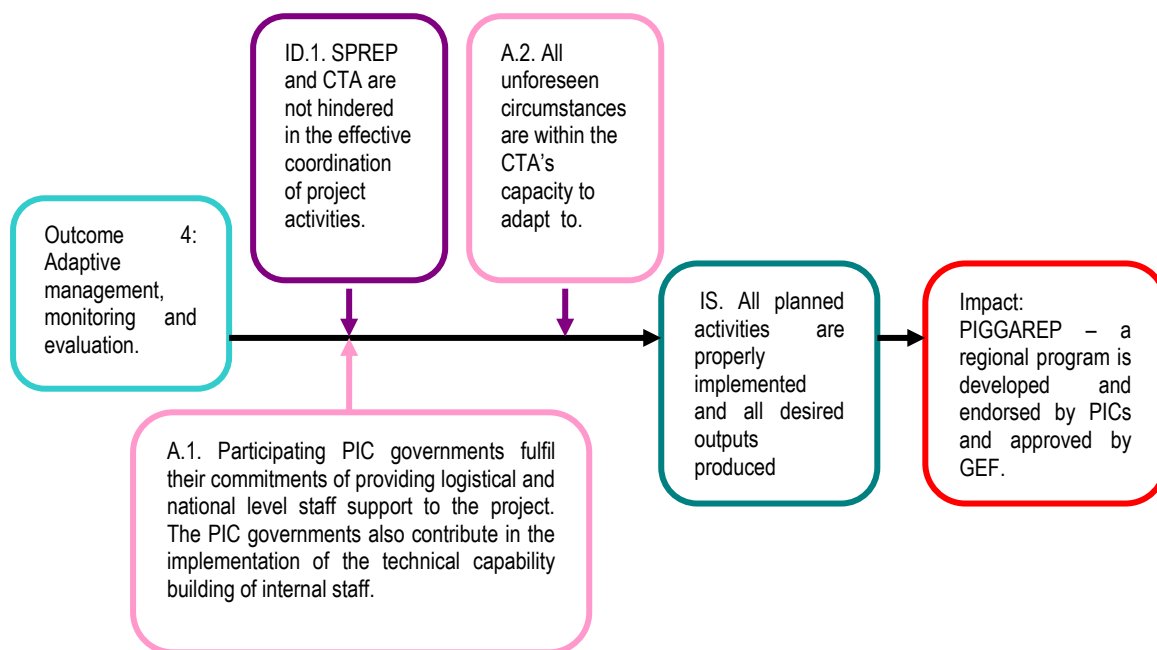 ID.1. SPREP
and CTA are
not hindered
in the effective
coordination
of project
activities.
A.2. All
unforeseen
circumstances
are within the
CTA’s
capacity to
adapt to.
Outcome 4:
Adaptive
management,
monitoring and
evaluation.
IS. All planned
activities are
properly
implemented
and all desired
outputs
produced
Impact:
PIGGAREP – a
regional program is
developed and
endorsed by PICs
and approved by
GEF.
A.1. Participating PIC governments fulfil
their commitments of providing logistical and
national level staff support to the project.
The PIC governments also contribute in the
implementation of the technical capability
building of internal staff.